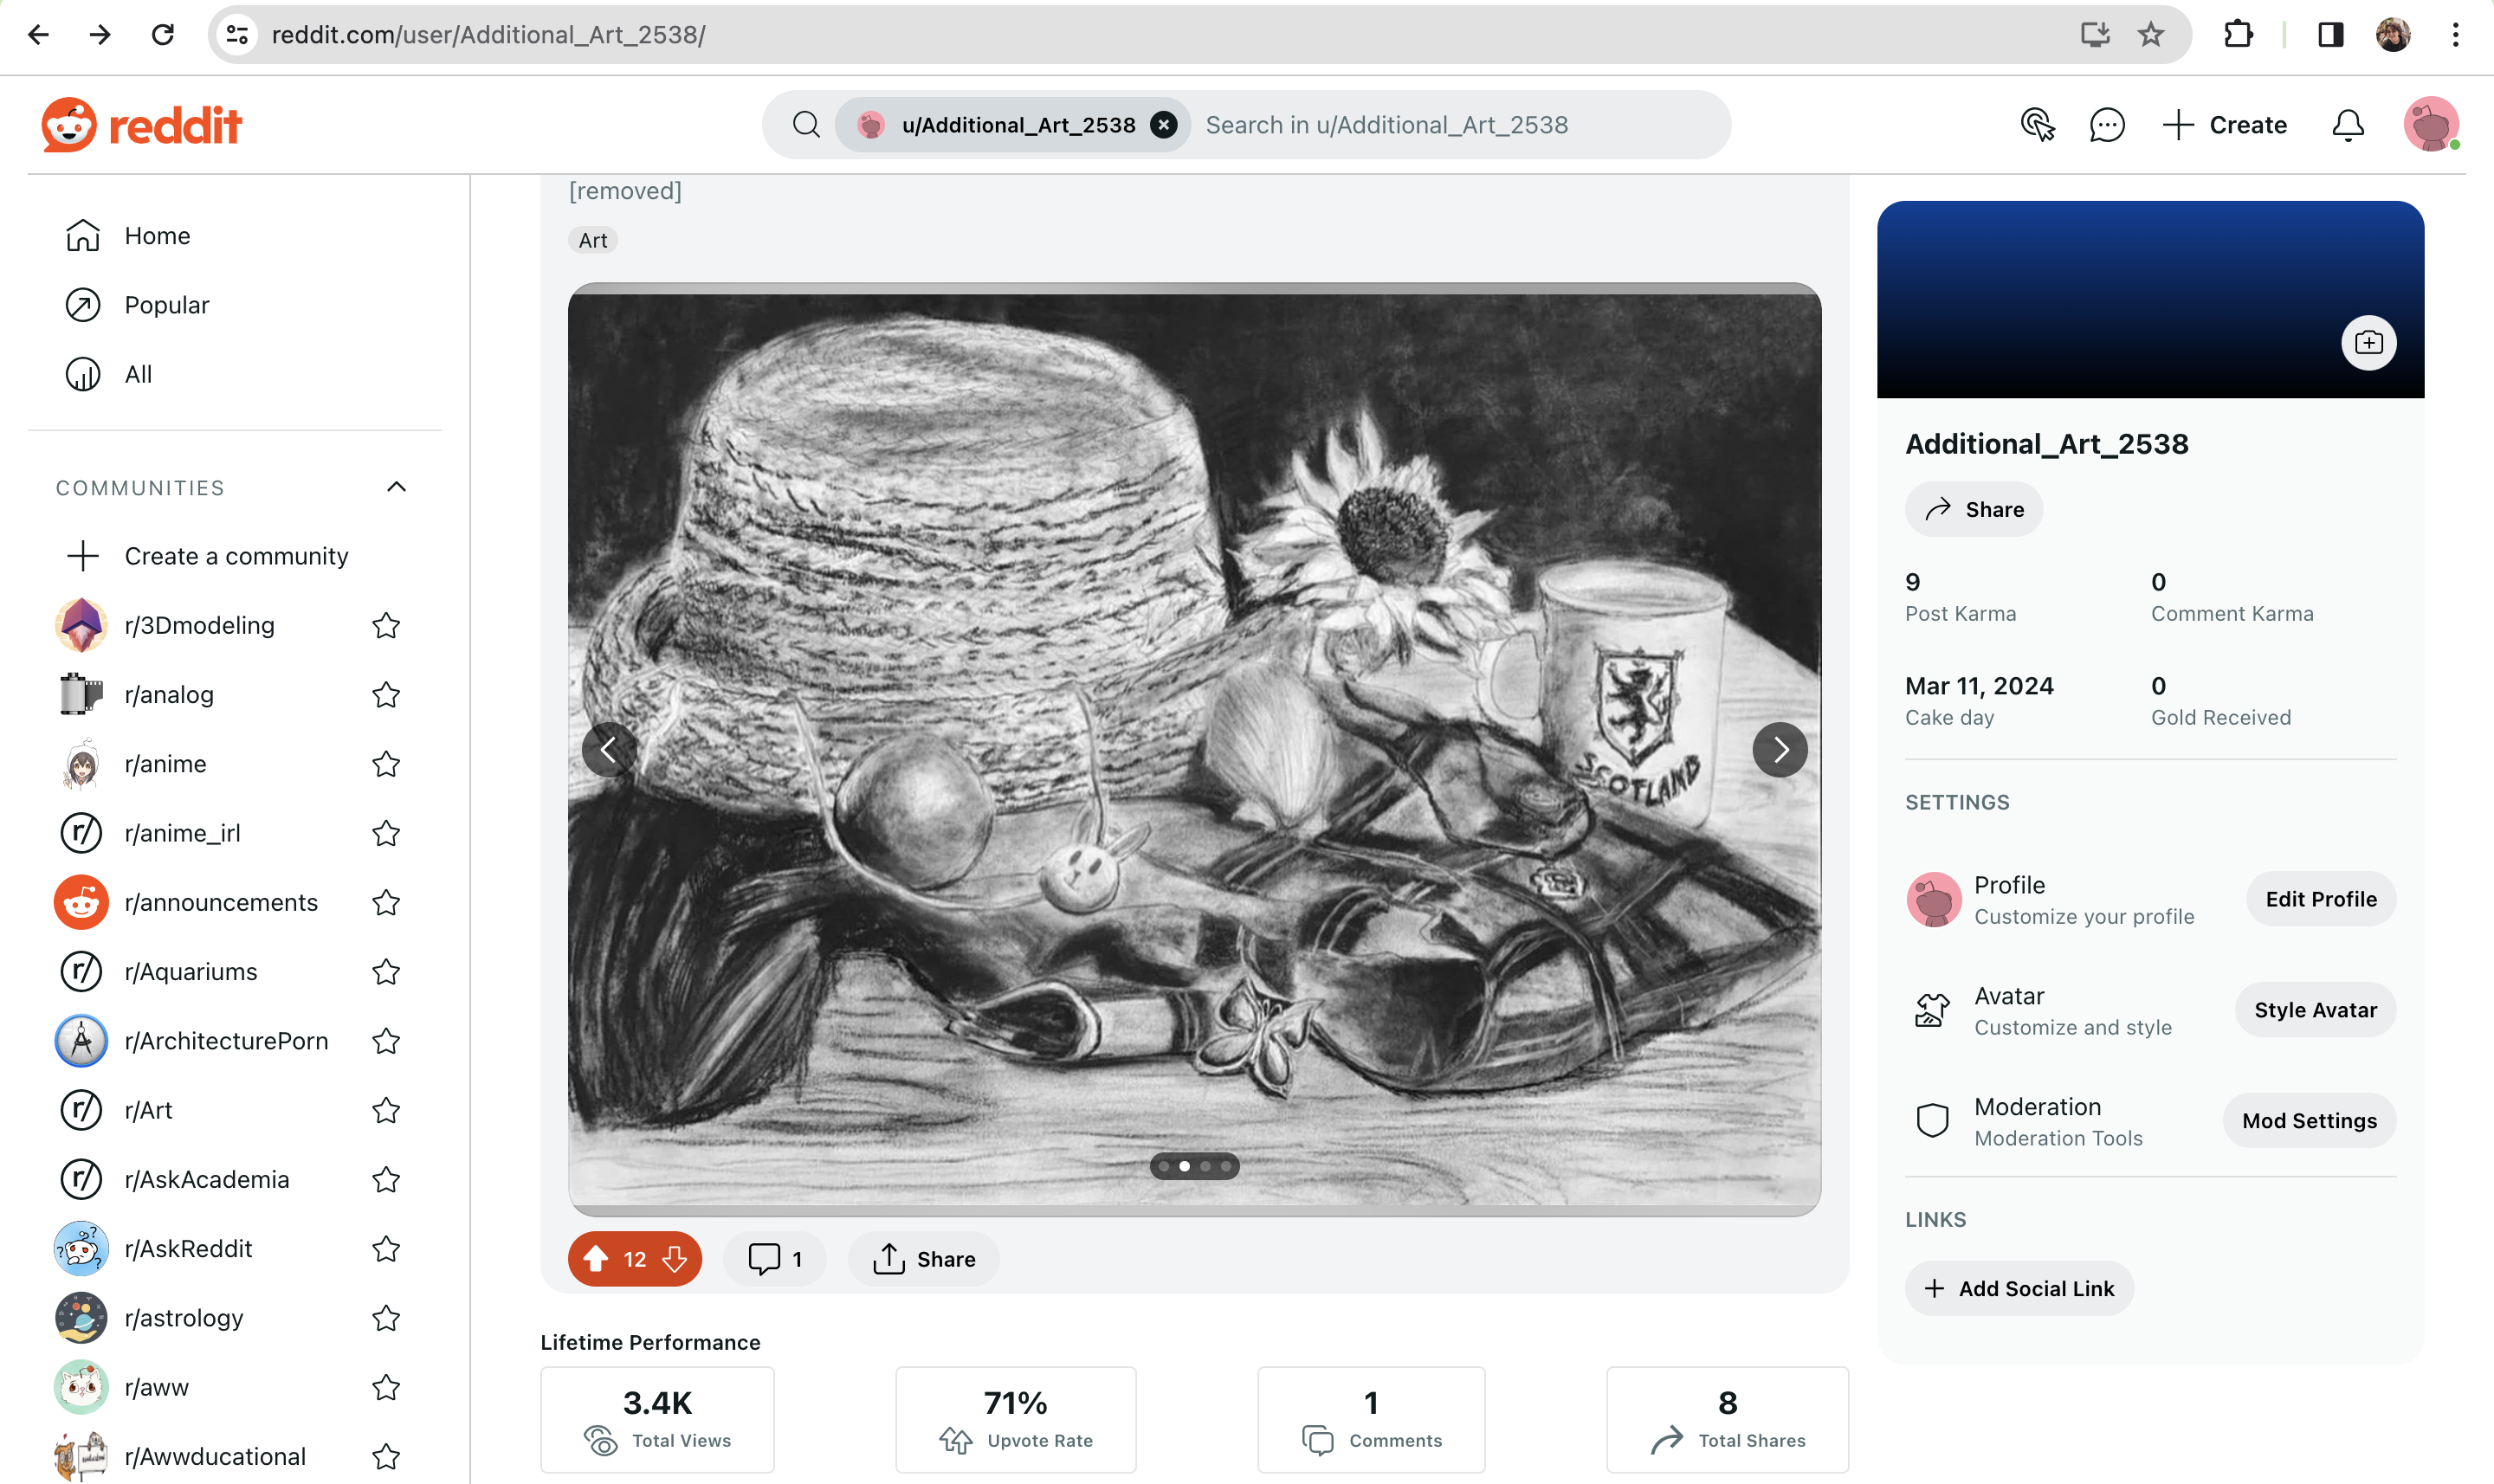 reddit.com/user/Additional_Art_2538/
reddit
u/Additional_Art_2538
Search in u/Additional_Art_2538
Create
Home
Popular
All
COMMUNITIES
Create a community
r/3Dmodeling
r/analog
r/anime
r/anime_irl
r/announcements
r/Aquariums
r/ArchitecturePorn
r/Art
r/AskAcademia
r/AskReddit
r/astrology
r/aww
r/Awwducational
[removed]
Art
SCOTLAND
12
1
Share
Lifetime Performance
3.4K
Total Views
71%
Upvote Rate
1
Comments
8
Total Shares
Additional_Art_2538
Share
9
Post Karma
0
Comment Karma
Mar 11, 2024
Cake day
0
Gold Received
SETTINGS
Profile
Customize your profile
Edit Profile
Avatar
Customize and style
Style Avatar
Moderation
Moderation Tools
Mod Settings
LINKS
Add Social Link